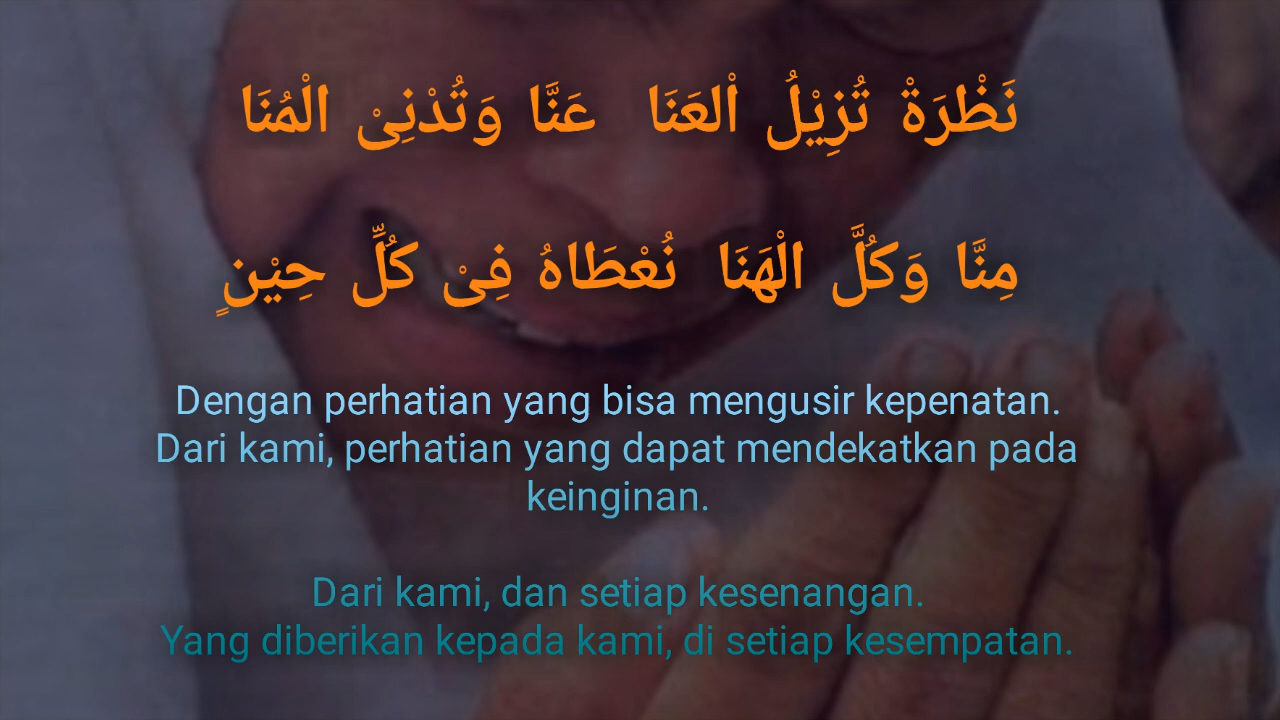 نَظْرَةْ تُزِيْلُ اْلعَنَا عَنَّا وَتُدْنِىْ الْمُنَا
مِنَّا وَكُلَّ الْهَنَا نُعْطَاهُ فِىْ كُلِّ حِيْنٍ
Dengan perhatian yang bisa mengusir kepenatan.
Dari kami, perhatian yang dapat mendekatkan pada
keinginan.
Dari kami, dan setiap kesenangan.
Yang diberikan kepada kami, di setiap kesempatan.